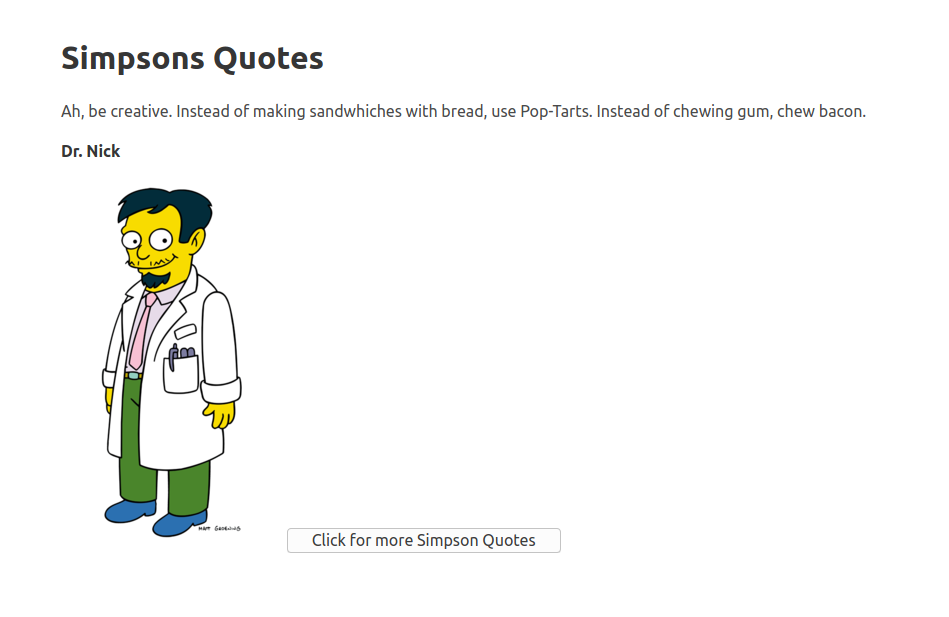 Simpsons Quotes
Ah, be creative. Instead of making sandwhiches with bread, use Pop-Tarts. Instead of chewing gum, chew bacon.
Dr. Nick
MATT GROENING
Click for more Simpson Quotes